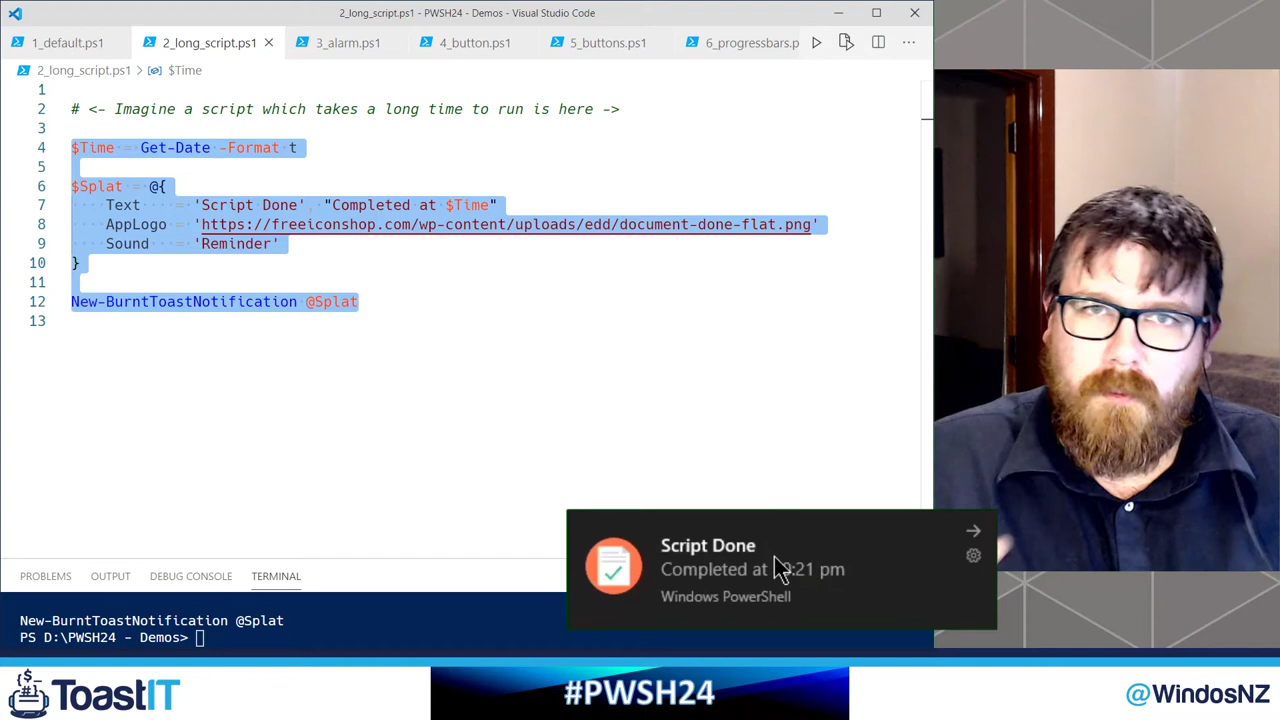 2_long_script.ps1 - PWSH24 - Demos - Visual Studio Code
1_default.ps1
2_long_script.ps1
3_alarm.ps1
4_button.ps1
5_buttons.ps1
6_progressbars.p
2_long_script.ps1 > $Time
1
2 # <- Imagine a script which takes a long time to run is here ->
3
4 $Time = Get-Date -Format t
5
6 $Splat = @{
7 Text = 'Script Done', "Completed at $Time"
8 AppLogo = 'https://freeiconshop.com/wp-content/uploads/edd/document-done-flat.png'
9 Sound = 'Reminder'
10 }
11
12 New-BurntToastNotification @Splat
13
Script Done
Completed at :21 pm
Windows PowerShell
PROBLEMS OUTPUT DEBUG CONSOLE TERMINAL
New-BurntToastNotification @Splat
PS D:\PWSH24 - Demos>
ToastIT
#PWSH24
@WindosNZ